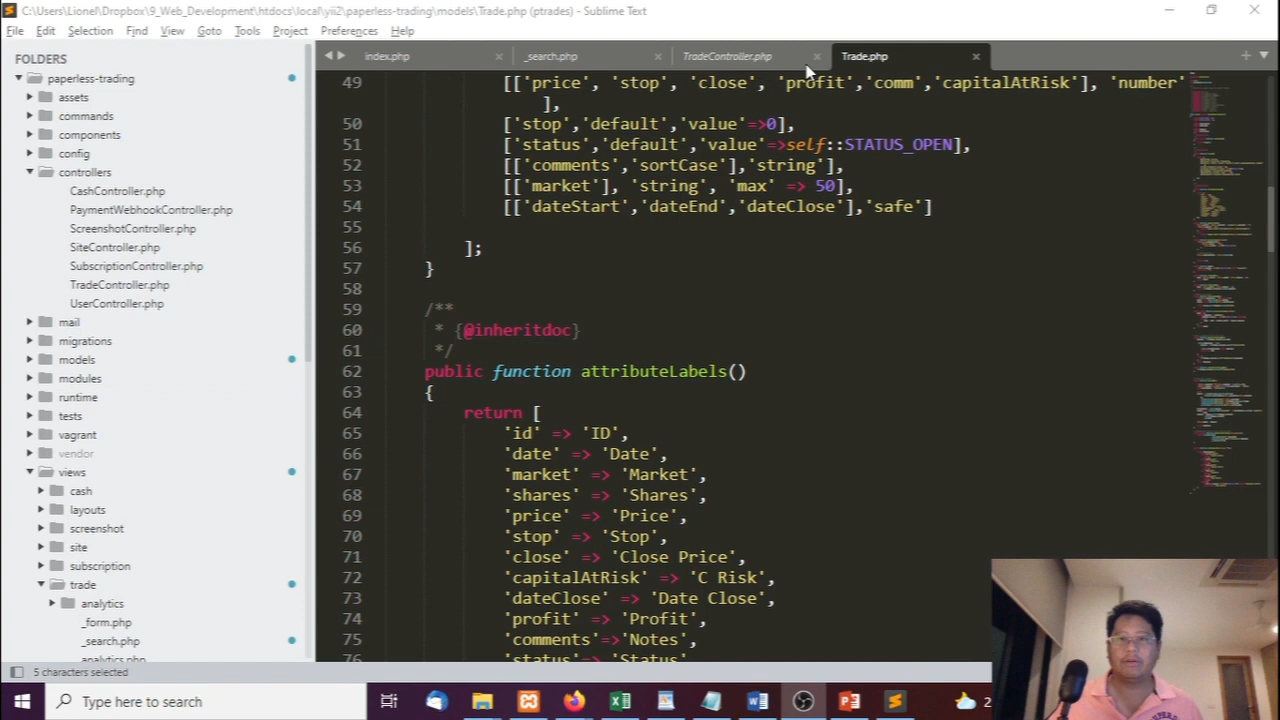 C:\Users\Lionel\Dropbox\9_Web_Development\htdocs\local\yii2\paperless-trading\models\Trade.php (ptrades) - Sublime Text
File Edit Selection Find View Goto Tools Project Preferences Help
FOLDERS
paperless-trading
assets
commands
components
config
controllers
CashController.php
PaymentWebhookController.php
ScreenshotController.php
SiteController.php
SubscriptionController.php
TradeController.php
UserController.php
mail
migrations
models
modules
runtime
tests
vagrant
vendor
views
cash
layouts
screenshot
site
subscription
trade
analytics
_form.php
_search.php
analytics.php
index.php _search.php TradeController.php Trade.php
49 [['price', 'stop', 'close', 'profit','comm','capitalAtRisk'], 'number'
],
50 ['stop','default','value'=>0],
51 ['status','default','value'=>self::STATUS_OPEN],
52 [['comments','sortCase'],'string'],
53 [['market'], 'string', 'max' => 50],
54 [['dateStart','dateEnd','dateClose'],'safe']
55
56 ];
57 }
58
59 /**
60 * {@inheritdoc}
61 */
62 public function attributeLabels()
63 {
64 return [
65 'id' => 'ID',
66 'date' => 'Date',
67 'market' => 'Market',
68 'shares' => 'Shares',
69 'price' => 'Price',
70 'stop' => 'Stop',
71 'close' => 'Close Price',
72 'capitalAtRisk' => 'C Risk',
73 'dateClose' => 'Date Close',
74 'profit' => 'Profit',
75 'comments'=>'Notes',
76 'status'=>'Status',
5 characters selected
Type here to search
2